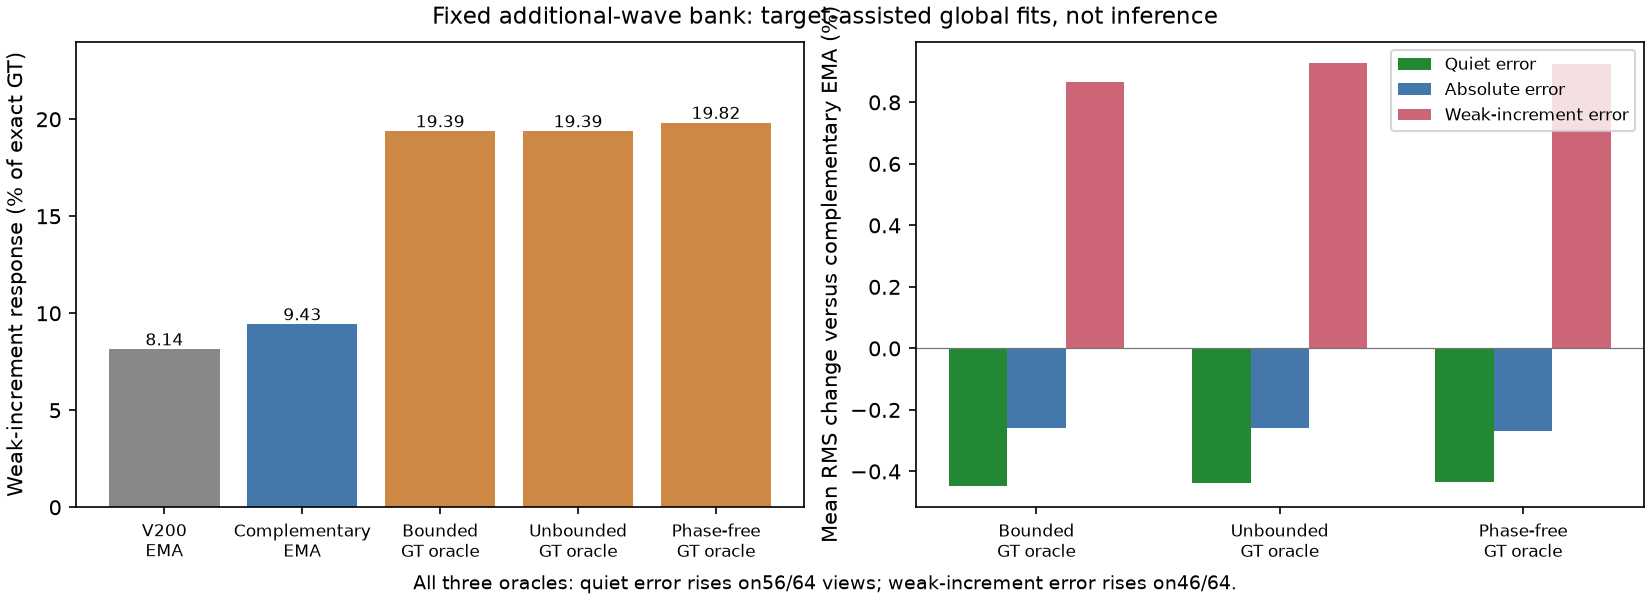 Fixed additional-wave bank: target-assisted global fits, not inference
Weak-increment response (% of exact GT)
20
15
10
5
0
8.14
9.43
19.39
19.39
19.82
V200
EMA
Complementary
EMA
Bounded
GT oracle
Unbounded
GT oracle
Phase-free
GT oracle
Mean RMS change versus complementary EMA (%)
0.8
0.6
0.4
0.2
0.0
−0.2
−0.4
Quiet error
Absolute error
Weak-increment error
Bounded
GT oracle
Unbounded
GT oracle
Phase-free
GT oracle
All three oracles: quiet error rises on56/64 views; weak-increment error rises on46/64.